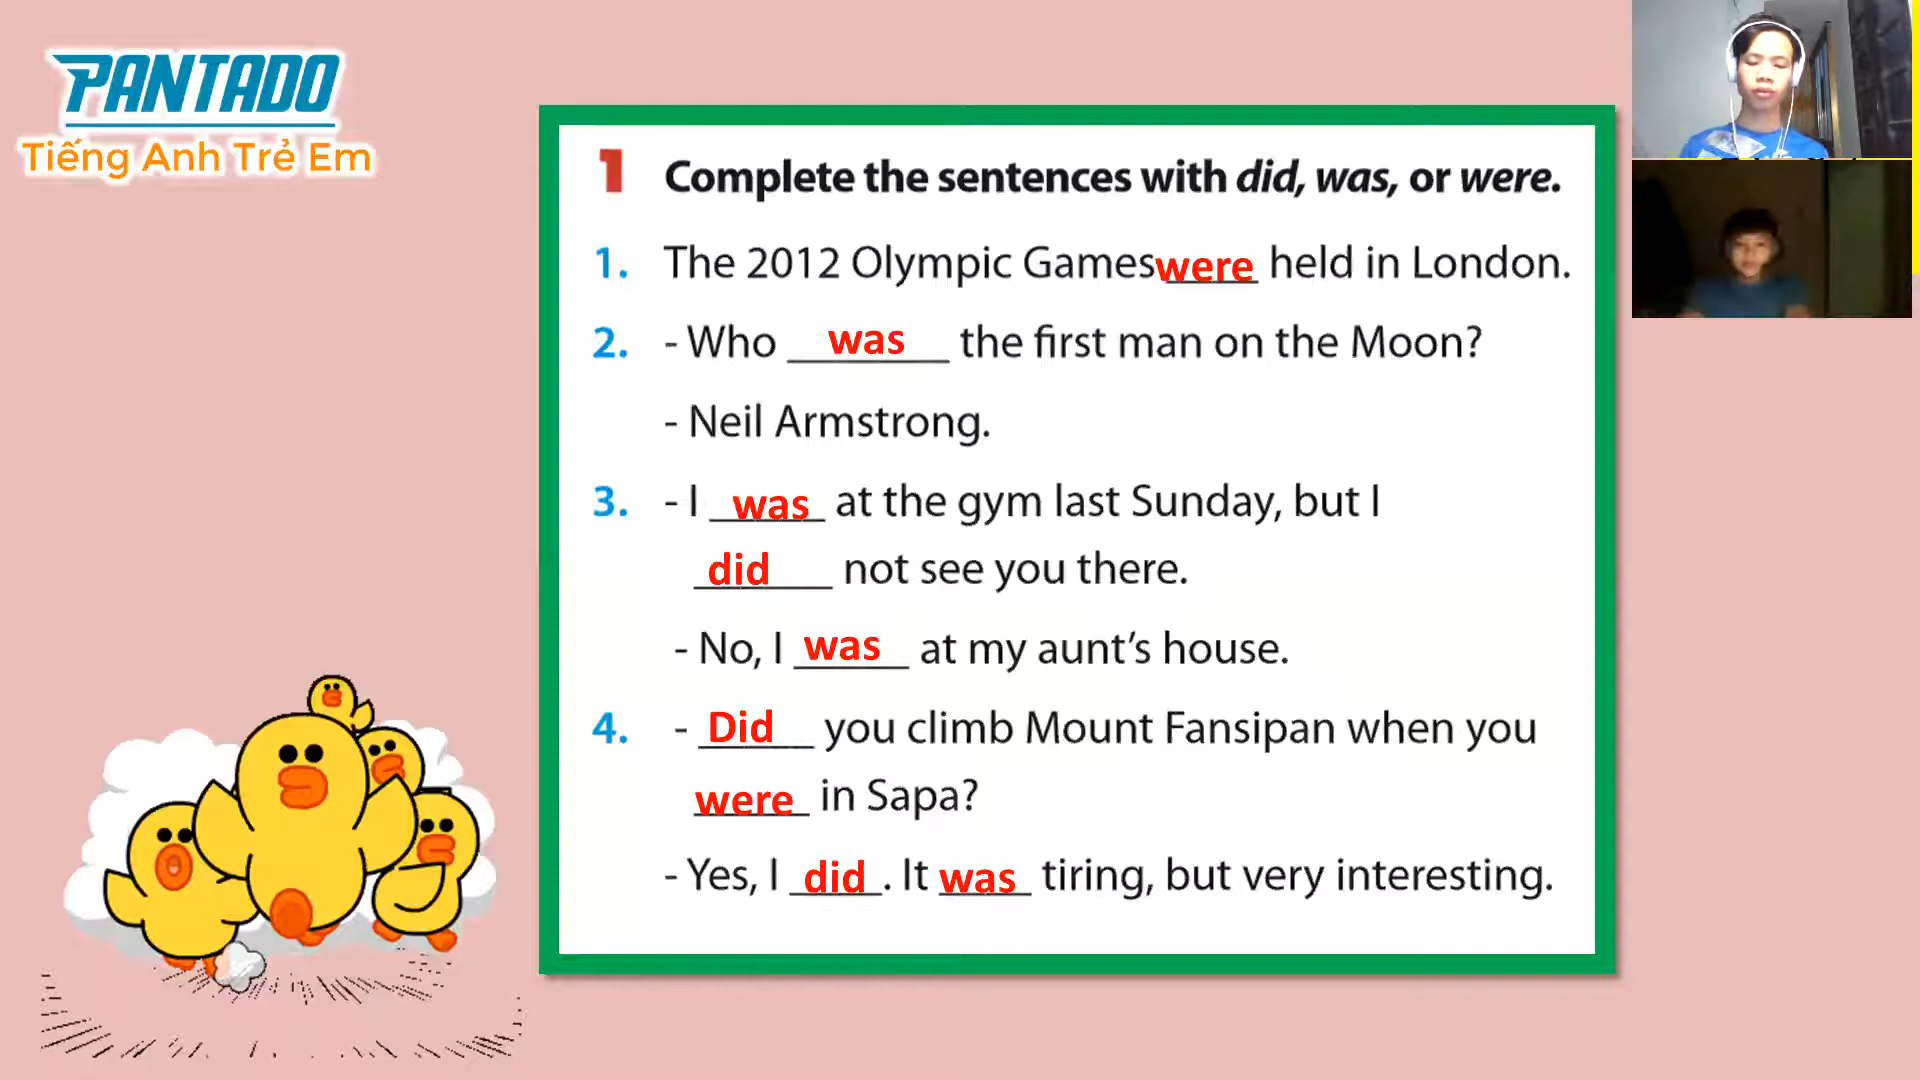 PANTADO
Tiếng Anh Trẻ Em
1 Complete the sentences with did, was, or were.
1. The 2012 Olympic Games were held in London.
2. - Who was the first man on the Moon?
- Neil Armstrong.
3. - I was at the gym last Sunday, but I
did not see you there.
- No, I was at my aunt's house.
4. - Did you climb Mount Fansipan when you
were in Sapa?
- Yes, I did. It was tiring, but very interesting.